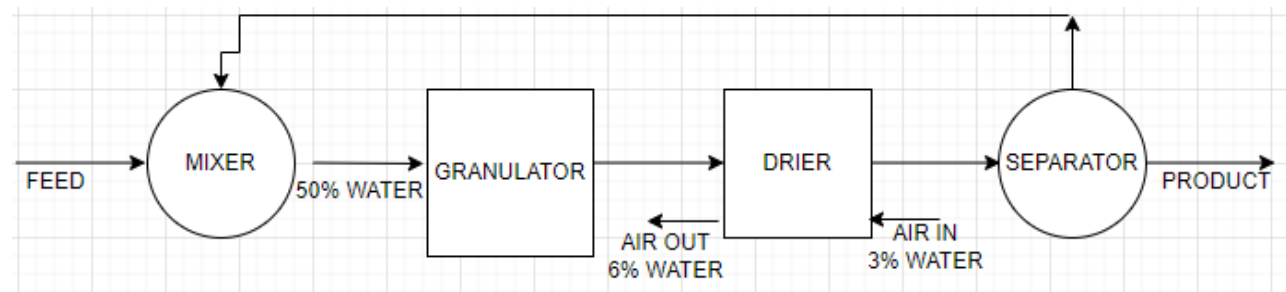 FEED
MIXER
50% WATER
GRANULATOR
DRIER
AIR OUT
6% WATER
AIR IN
3% WATER
SEPARATOR
PRODUCT